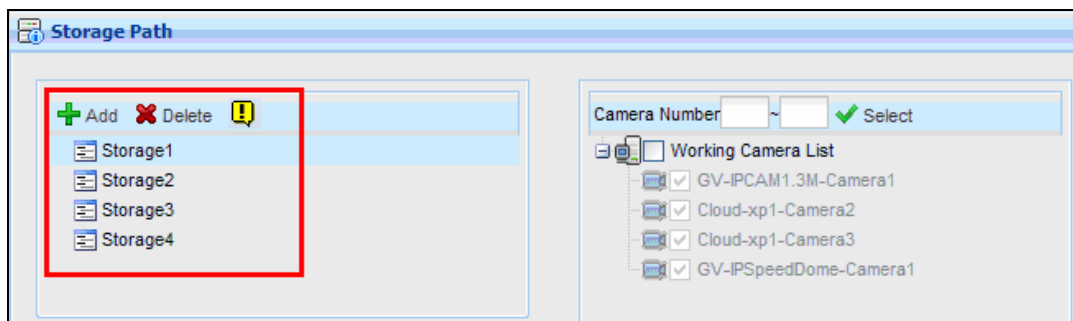 Storage Path
Add Delete
Storage1
Storage2
Storage3
Storage4
Camera Number ~ Select
Working Camera List
GV-IPCAM1.3M-Camera1
Cloud-xp1-Camera2
Cloud-xp1-Camera3
GV-IPSpeedDome-Camera1